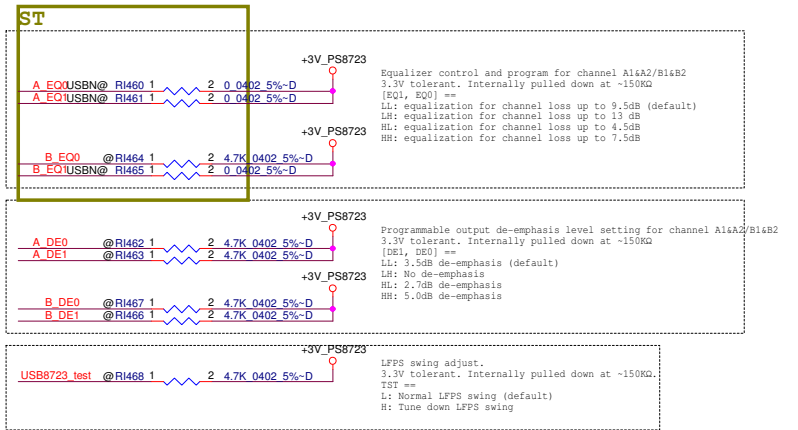 ST
+3V_PS8723
A_EQ0 USBN@ RI460 1 2 0_0402_5%~D
A_EQ1 USBN@ RI461 1 2 0_0402_5%~D
Equalizer control and program for channel A1&A2/B1&B2
3.3V tolerant. Internally pulled down at ~150KΩ
[EQ1, EQ0] ==
LL: equalization for channel loss up to 9.5dB (default)
LH: equalization for channel loss up to 13 dB
HL: equalization for channel loss up to 4.5dB
HH: equalization for channel loss up to 7.5dB
+3V_PS8723
B_EQ0 @ RI464 1 2 4.7K_0402_5%~D
B_EQ1 USBN@ RI465 1 2 0_0402_5%~D
+3V_PS8723
A_DE0 @ RI462 1 2 4.7K_0402_5%~D
A_DE1 @ RI463 1 2 4.7K_0402_5%~D
Programmable output de-emphasis level setting for channel A1&A2/B1&B2
3.3V tolerant. Internally pulled down at ~150KΩ
[DE1, DE0] ==
LL: 3.5dB de-emphasis (default)
LH: No de-emphasis
HL: 2.7dB de-emphasis
HH: 5.0dB de-emphasis
+3V_PS8723
B_DE0 @ RI467 1 2 4.7K_0402_5%~D
B_DE1 @ RI466 1 2 4.7K_0402_5%~D
+3V_PS8723
USB8723_test @ RI468 1 2 4.7K_0402_5%~D
LFPS swing adjust.
3.3V tolerant. Internally pulled down at ~150KΩ.
TST ==
L: Normal LFPS swing (default)
H: Tune down LFPS swing